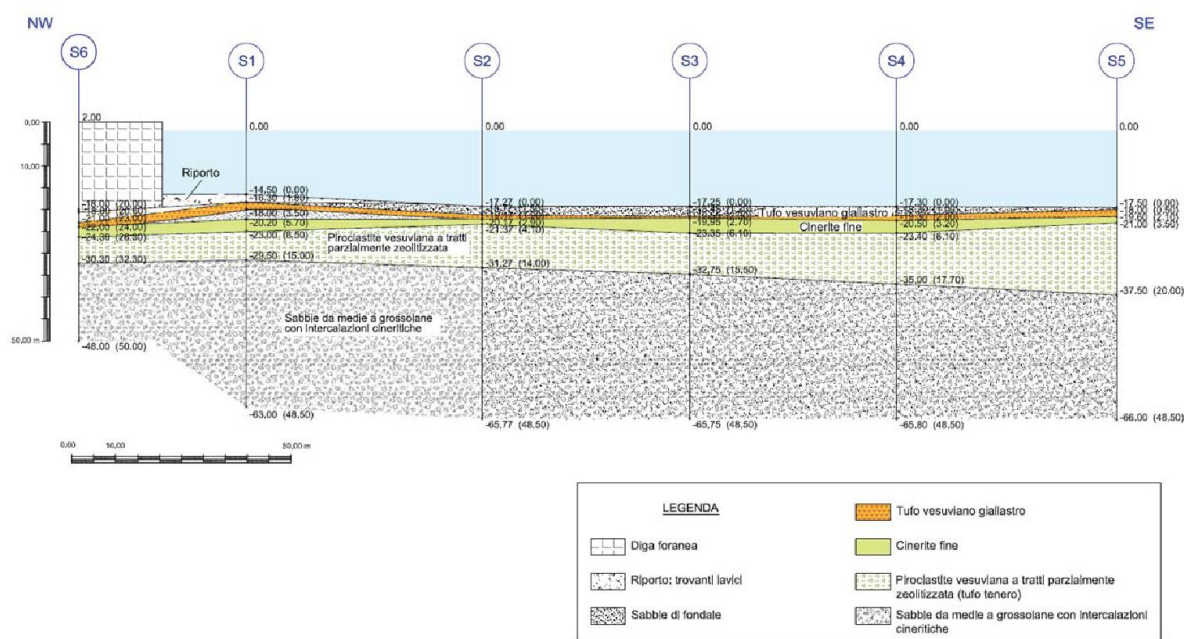 NW
SE
S6
S1
S2
S3
S4
S5
2.00
0.00
0.00
0.00
0.00
0.00
0,00
10,00
50,00 m
Riporto
-14,50 (0.00)
-16,30 (1.80)
-18,00 (3.50)
-20,20 (5.70)
-23,00 (8.50)
-29,50 (15.00)
-63,00 (48.50)
-18,00 (20.00)
-22,00 (24.00)
-30,30 (32.30)
-48,00 (50.00)
-17,27 (0.00)
-21,37 (4.10)
-31,27 (14.00)
-65,77 (48.50)
-17,25 (0.00)
-19,95 (2.70)
-23,35 (6.10)
-32,75 (15.50)
-65,75 (48.50)
-17,30 (0.00)
-20,50 (3.20)
-23,40 (6.10)
-35,00 (17.70)
-65,80 (48.50)
-17,50 (0.00)
-21,00 (3.50)
-37,50 (20.00)
-66,00 (48.50)
Tufo vesuviano giallastro
Cinerite fine
Piroclastite vesuviana a tratti
parzialmente zeolitizzata
Sabbie da medie a grossolane
con intercalazioni cineritiche
0.00
10.00
50,00 m
LEGENDA
Diga foranea
Riporto: trovanti lavici
Sabbie di fondale
Tufo vesuviano giallastro
Cinerite fine
Piroclastite vesuviana a tratti parzialmente
zeolitizzata (tufo tenero)
Sabbie da medie a grossolane con intercalazioni
cineritiche